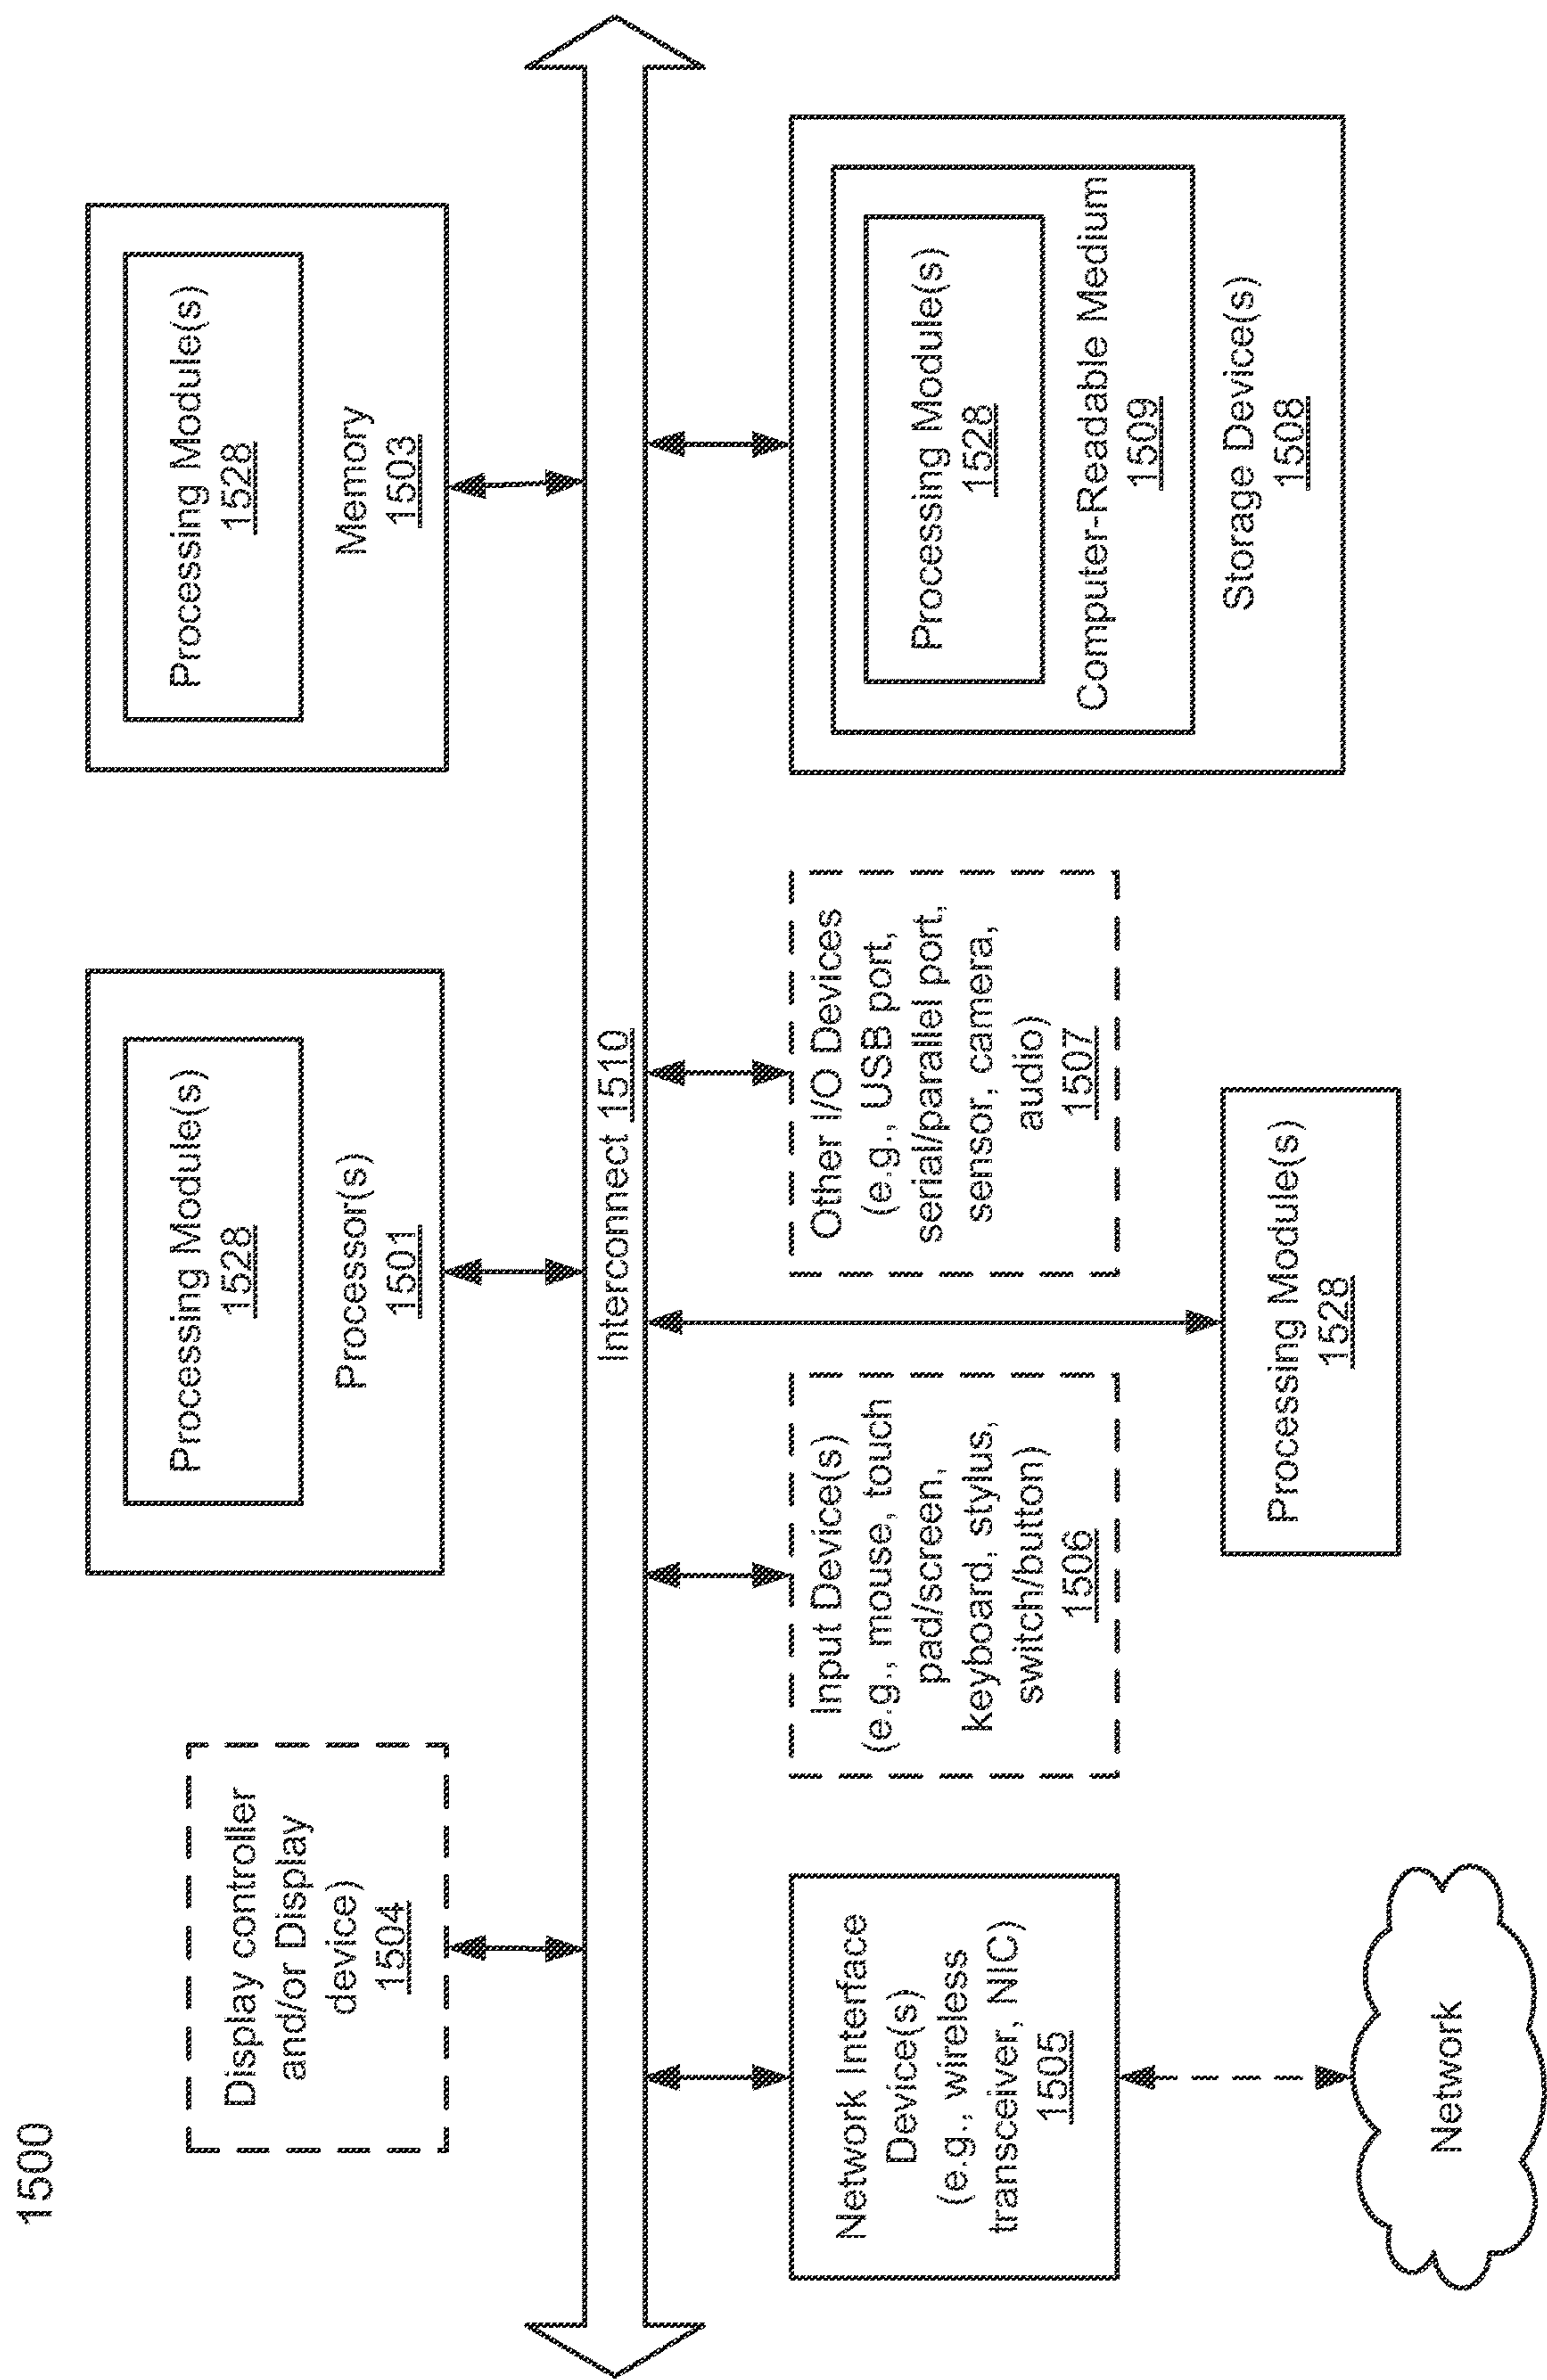 1500
Display controller
and/or Display
device)
1504
Processing Module(s)
1528
Processor(s)
1501
Processing Module(s)
1528
Memory
1503
Interconnect 1510
Network Interface
Device(s)
(e.g., wireless
transceiver, NIC)
1505
Input Device(s)
(e.g., mouse, touch
pad/screen,
keyboard, stylus,
switch/button)
1506
Other I/O Devices
(e.g., USB port,
serial/parallel port,
sensor, camera,
audio)
1507
Processing Module(s)
1528
Computer-Readable Medium
1509
Storage Device(s)
1508
Processing Module(s)
1528
Network